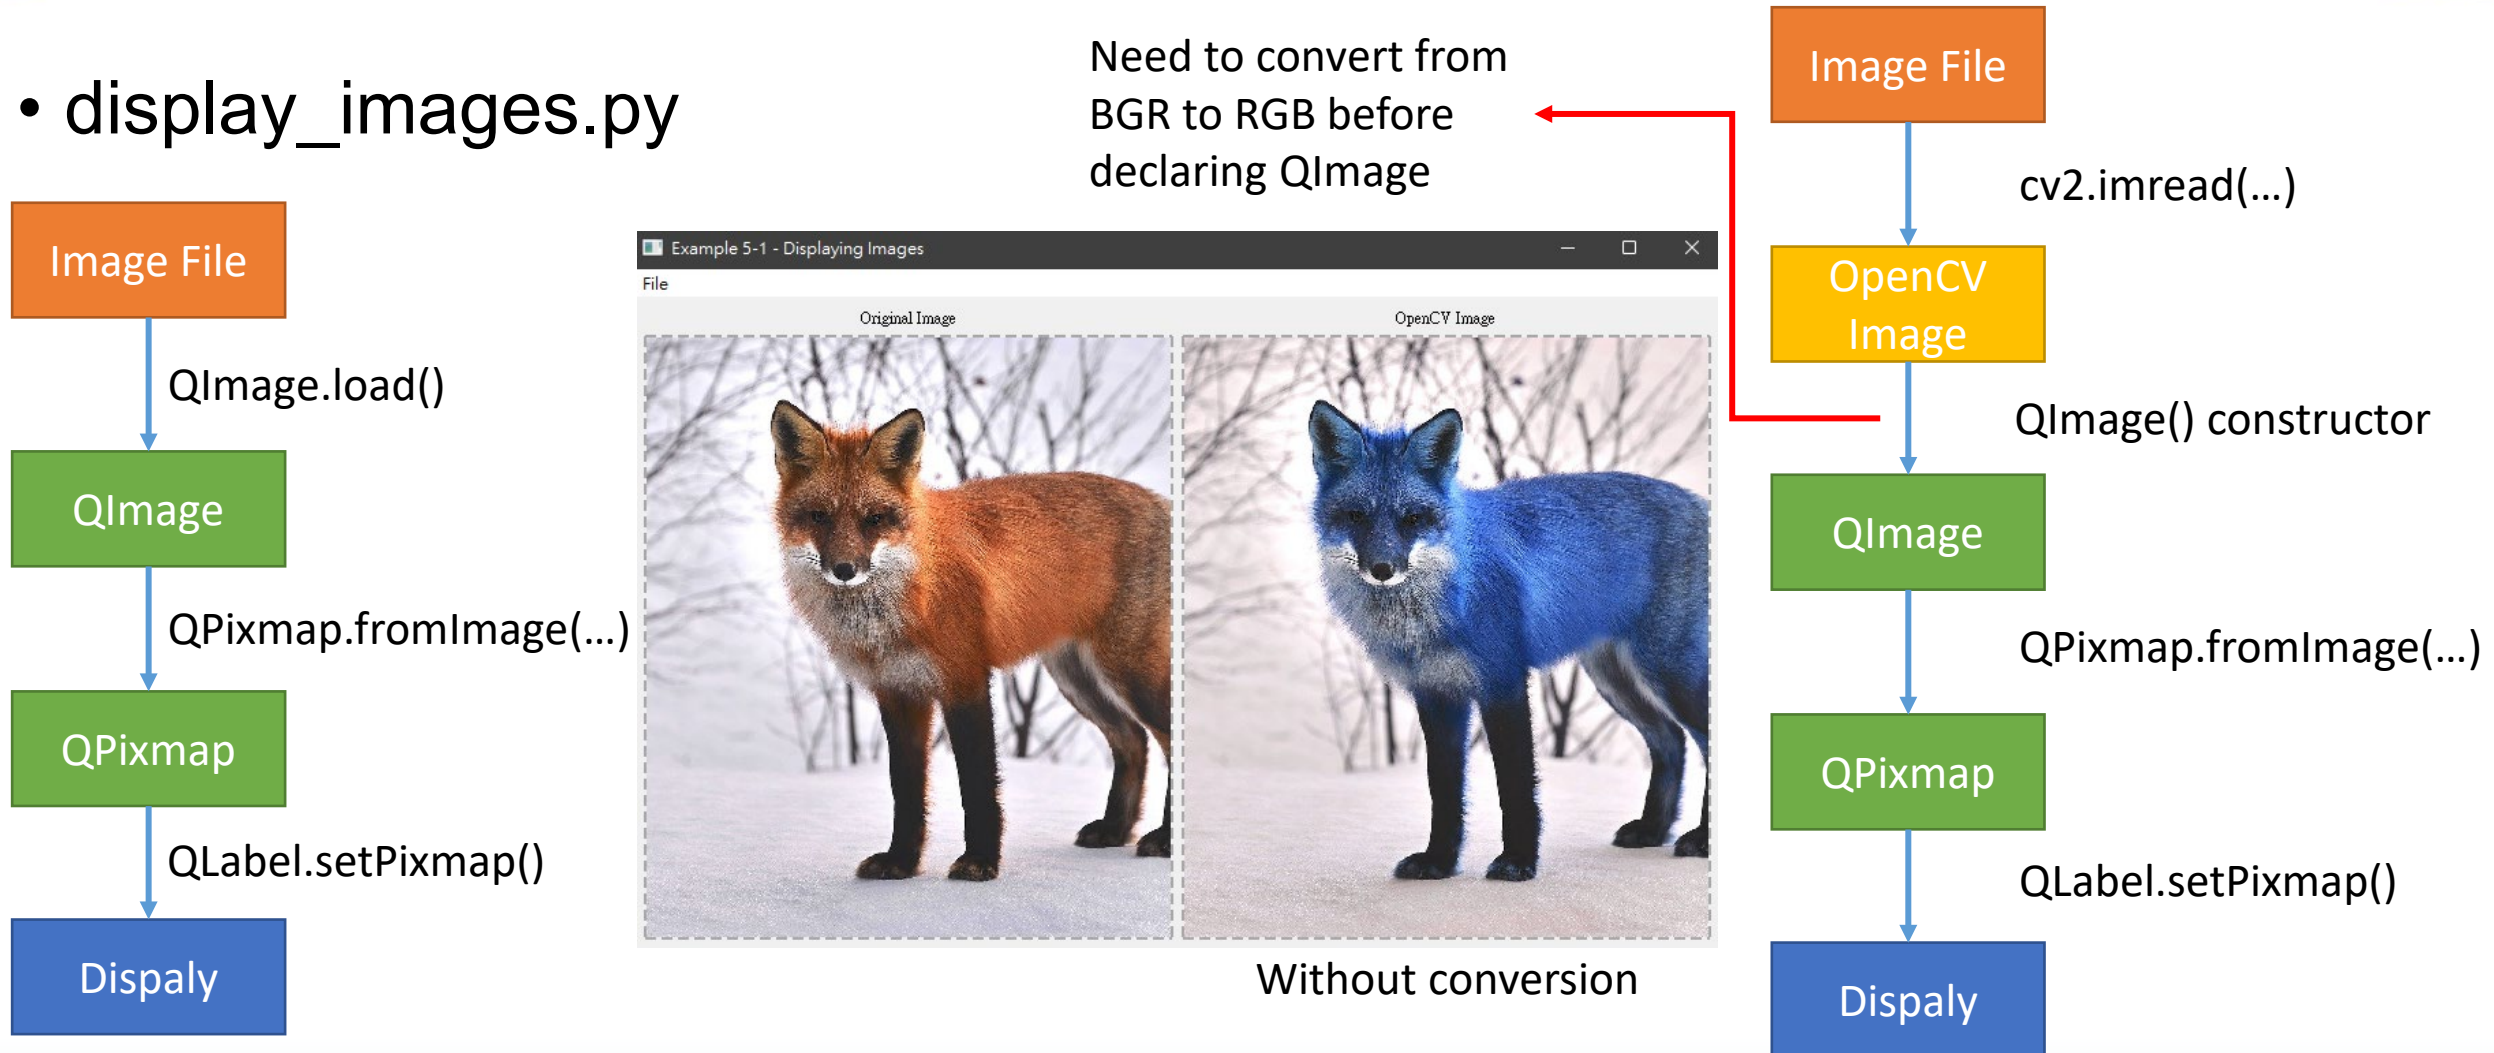 • display_images.py
Image File
QImage.load()
QImage
QPixmap.fromImage(...)
QPixmap
QLabel.setPixmap()
Dispaly
Need to convert from
BGR to RGB before
declaring QImage
Example 5-1 - Displaying Images
File
Original Image
OpenCV Image
Without conversion
Image File
cv2.imread(...)
OpenCV
Image
QImage() constructor
QImage
QPixmap.fromImage(...)
QPixmap
QLabel.setPixmap()
Dispaly